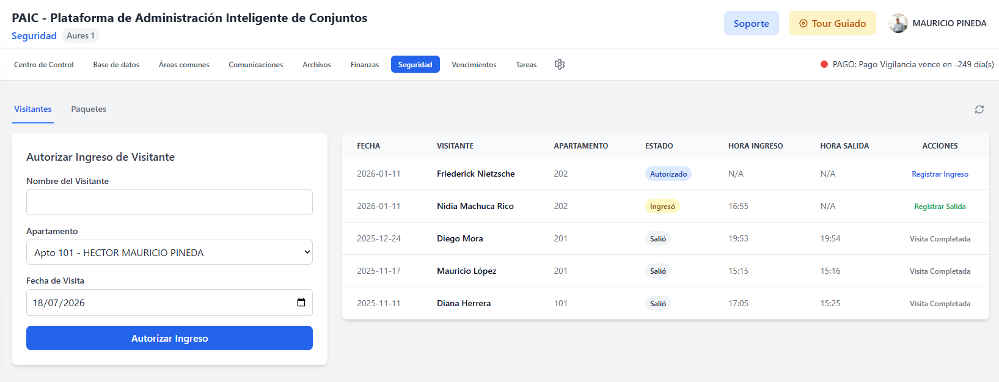 PAIC - Plataforma de Administración Inteligente de Conjuntos
Seguridad Aures 1
Soporte
Tour Guiado
MAURICIO PINEDA
Centro de Control Base de datos Áreas comunes Comunicaciones Archivos Finanzas Seguridad Vencimientos Tareas
PAGO: Pago Vigilancia vence en -249 día(s)
Visitantes Paquetes
Autorizar Ingreso de Visitante
Nombre del Visitante
Apartamento
Apto 101 - HECTOR MAURICIO PINEDA
Fecha de Visita
18/07/2026
Autorizar Ingreso
FECHA VISITANTE APARTAMENTO ESTADO HORA INGRESO HORA SALIDA ACCIONES
2026-01-11 Friederick Nietzsche 202 Autorizado N/A N/A Registrar Ingreso
2026-01-11 Nidia Machuca Rico 202 Ingresó 16:55 N/A Registrar Salida
2025-12-24 Diego Mora 201 Salió 19:53 19:54 Visita Completada
2025-11-17 Mauricio López 201 Salió 15:15 15:16 Visita Completada
2025-11-11 Diana Herrera 101 Salió 17:05 15:25 Visita Completada